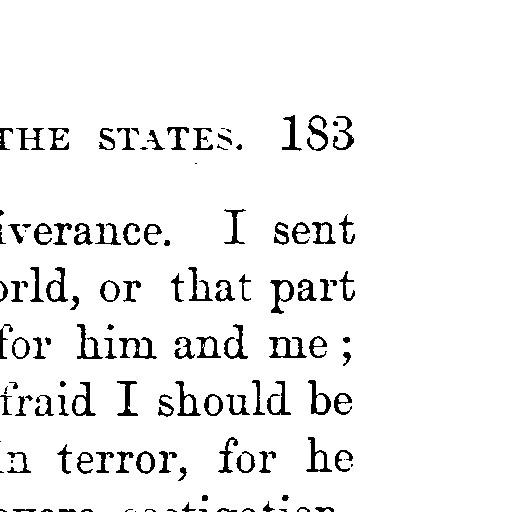 THE STATES. 183
iverance. I sent
orld, or that part
for him and me ;
fraid I should be
in terror, for he